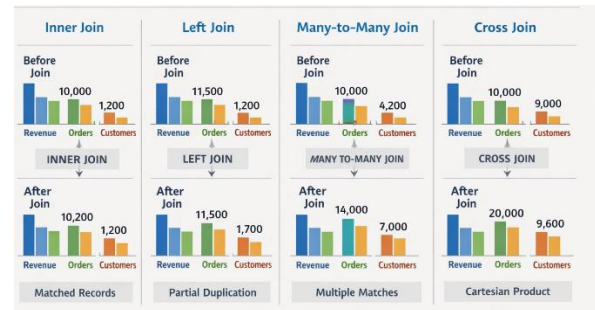 Inner Join
Left Join
Many-to-Many Join
Cross Join
Before
Join
10,000
1,200
Revenue Orders Customers
INNER JOIN
After
Join
10,200
1,200
Revenue Orders Customers
Matched Records
Before
Join
11,500
1,200
Revenue Orders Customers
LEFT JOIN
After
Join
11,500
1,700
Revenue Orders Customers
Partial Duplication
Before
Join
10,000
4,200
Revenue Orders Customers
MANY TO-MANY JOIN
After
Join
14,000
7,000
Revenue Orders Customers
Multiple Matches
Before
Join
10,000
9,000
Revenue Orders Customers
CROSS JOIN
After
Join
20,000
9,600
Revenue Orders Customers
Cartesian Product